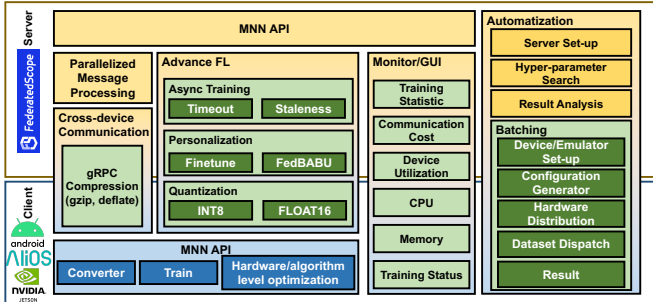 Server
FederatedScope
MNN API
Parallelized
Message
Processing
Cross-device
Communication
gRPC
Compression
(gzip, deflate)
Advance FL
Async Training
Timeout
Staleness
Personalization
Finetune
FedBABU
Quantization
INT8
FLOAT16
Monitor/GUI
Training
Statistic
Communication
Cost
Device
Utilization
CPU
Memory
Training Status
Automatization
Server Set-up
Hyper-parameter
Search
Result Analysis
Batching
Device/Emulator
Set-up
Configuration
Generator
Hardware
Distribution
Dataset Dispatch
Result
Client
android
AliOS
NVIDIA
JETSON
MNN API
Converter
Train
Hardware/algorithm
level optimization